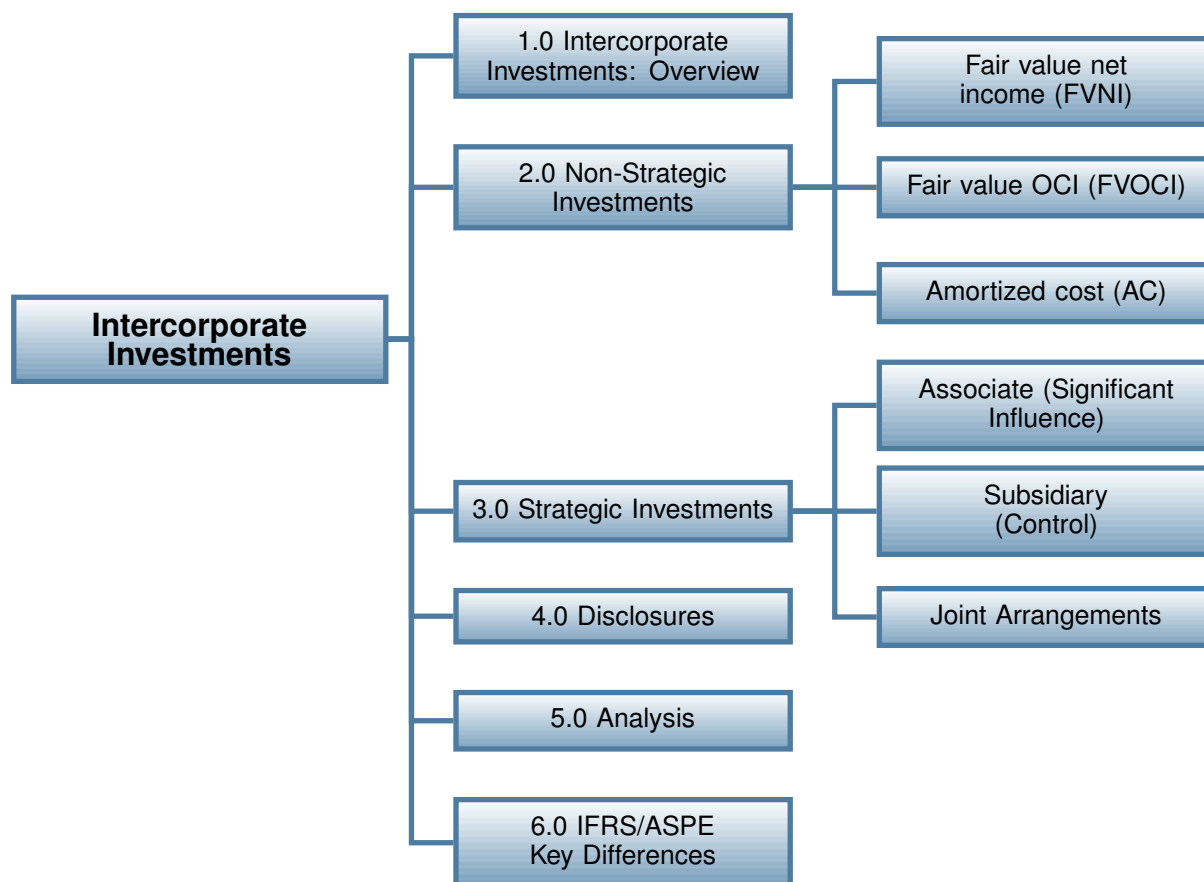 Intercorporate
Investments
1.0 Intercorporate
Investments: Overview
2.0 Non-Strategic
Investments
Fair value net
income (FVNI)
Fair value OCI (FVOCI)
Amortized cost (AC)
3.0 Strategic Investments
Associate (Significant
Influence)
Subsidiary
(Control)
Joint Arrangements
4.0 Disclosures
5.0 Analysis
6.0 IFRS/ASPE
Key Differences